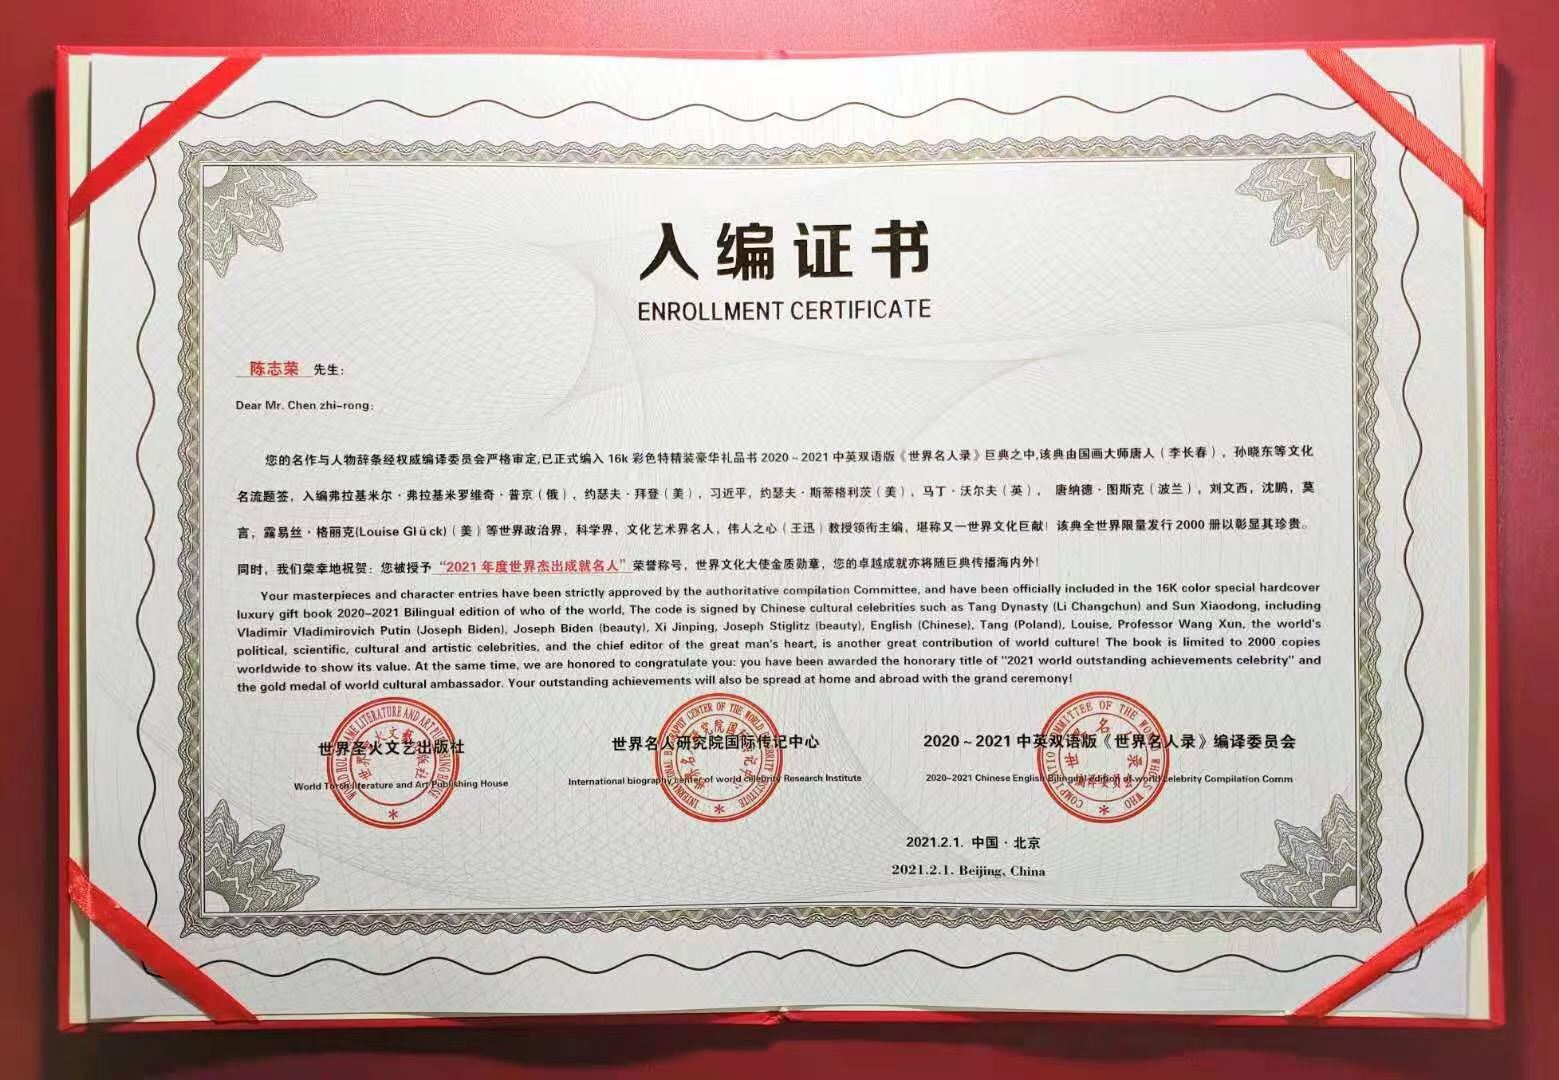 入编证书
ENROLLMENT CERTIFICATE
陈志荣 先生：
Dear Mr. Chen zhi-rong:
您的名作与人物辞条经权威编译委员会严格审定,已正式编入 16k 彩色特精装豪华礼品书 2020～2021 中英双语版《世界名人录》巨典之中,该典由国画大师唐人（李长春），孙晓东等文化
名流题签，入编弗拉基米尔·弗拉基米罗维奇·普京（俄），约瑟夫·拜登（美），习近平，约瑟夫·斯蒂格利茨（美），马丁·沃尔夫（英）， 唐纳德·图斯克（波兰），刘文西，沈鹏，莫
言，露易丝·格丽克(Louise Glück)（美）等世界政治界，科学界，文化艺术界名人，伟人之心（王迅）教授领衔主编，堪称又一世界文化巨献！该典全世界限量发行 2000 册以彰显其珍贵。
同时，我们荣幸地祝贺：您被授予 “2021 年度世界杰出成就名人” 荣誉称号，世界文化大使金质勋章，您的卓越成就亦将随巨典传播海内外！
Your masterpieces and character entries have been strictly approved by the authoritative compilation Committee, and have been officially included in the 16K color special hardcover
luxury gift book 2020-2021 Bilingual edition of who of the world, The code is signed by Chinese cultural celebrities such as Tang Dynasty (Li Changchun) and Sun Xiaodong, including
Vladimir Vladimirovich Putin (Joseph Biden), Joseph Biden (beauty), Xi Jinping, Joseph Stiglitz (beauty), English (Chinese), Tang (Poland), Louise, Professor Wang Xun, the world's
political, scientific, cultural and artistic celebrities, and the chief editor of the great man's heart, is another great contribution of world culture! The book is limited to 2000 copies
worldwide to show its value. At the same time, we are honored to congratulate you: you have been awarded the honorary title of "2021 world outstanding achievements celebrity" and
the gold medal of world cultural ambassador. Your outstanding achievements will also be spread at home and abroad with the grand ceremony!
世界圣火文艺出版社
World Torch literature and Art Publishing House
世界名人研究院国际传记中心
International biography center of world celebrity Research Institute
2020～2021 中英双语版《世界名人录》编译委员会
2020-2021 Chinese English Bilingual edition of world celebrity Compilation Comm
2021.2.1. 中国·北京
2021.2.1. Beijing, China